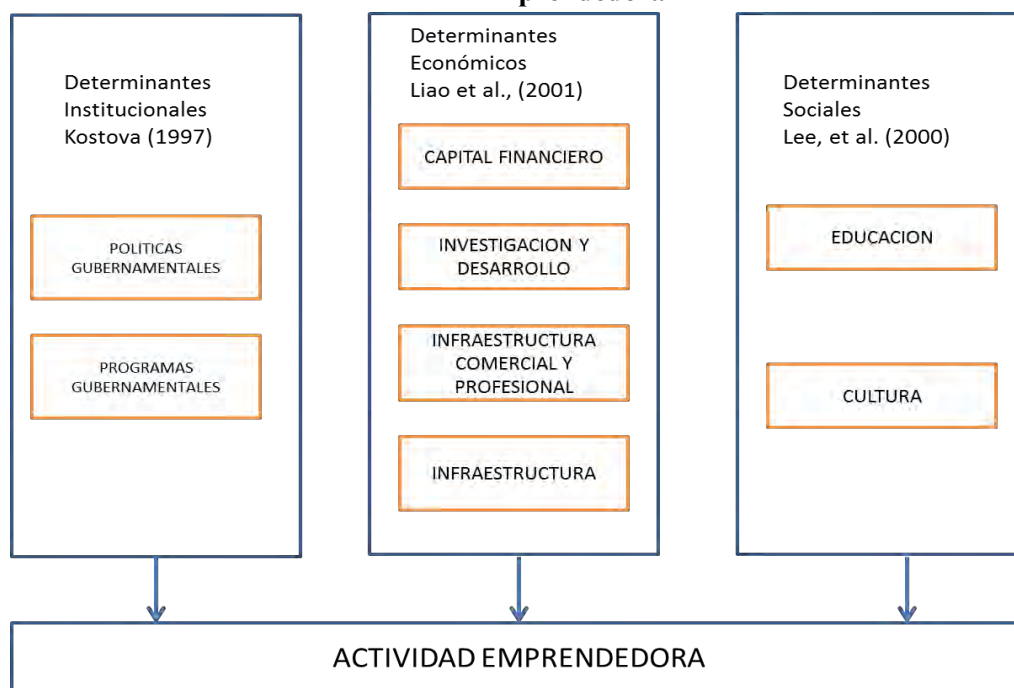 prendedora
Determinantes
Institucionales
Kostova (1997)
POLITICAS
GUBERNAMENTALES
PROGRAMAS
GUBERNAMENTALES
Determinantes
Económicos
Liao et al., (2001)
CAPITAL FINANCIERO
INVESTIGACION Y
DESARROLLO
INFRAESTRUCTURA
COMERCIAL Y
PROFESIONAL
INFRAESTRUCTURA
Determinantes
Sociales
Lee, et al. (2000)
EDUCACION
CULTURA
ACTIVIDAD EMPRENDEDORA